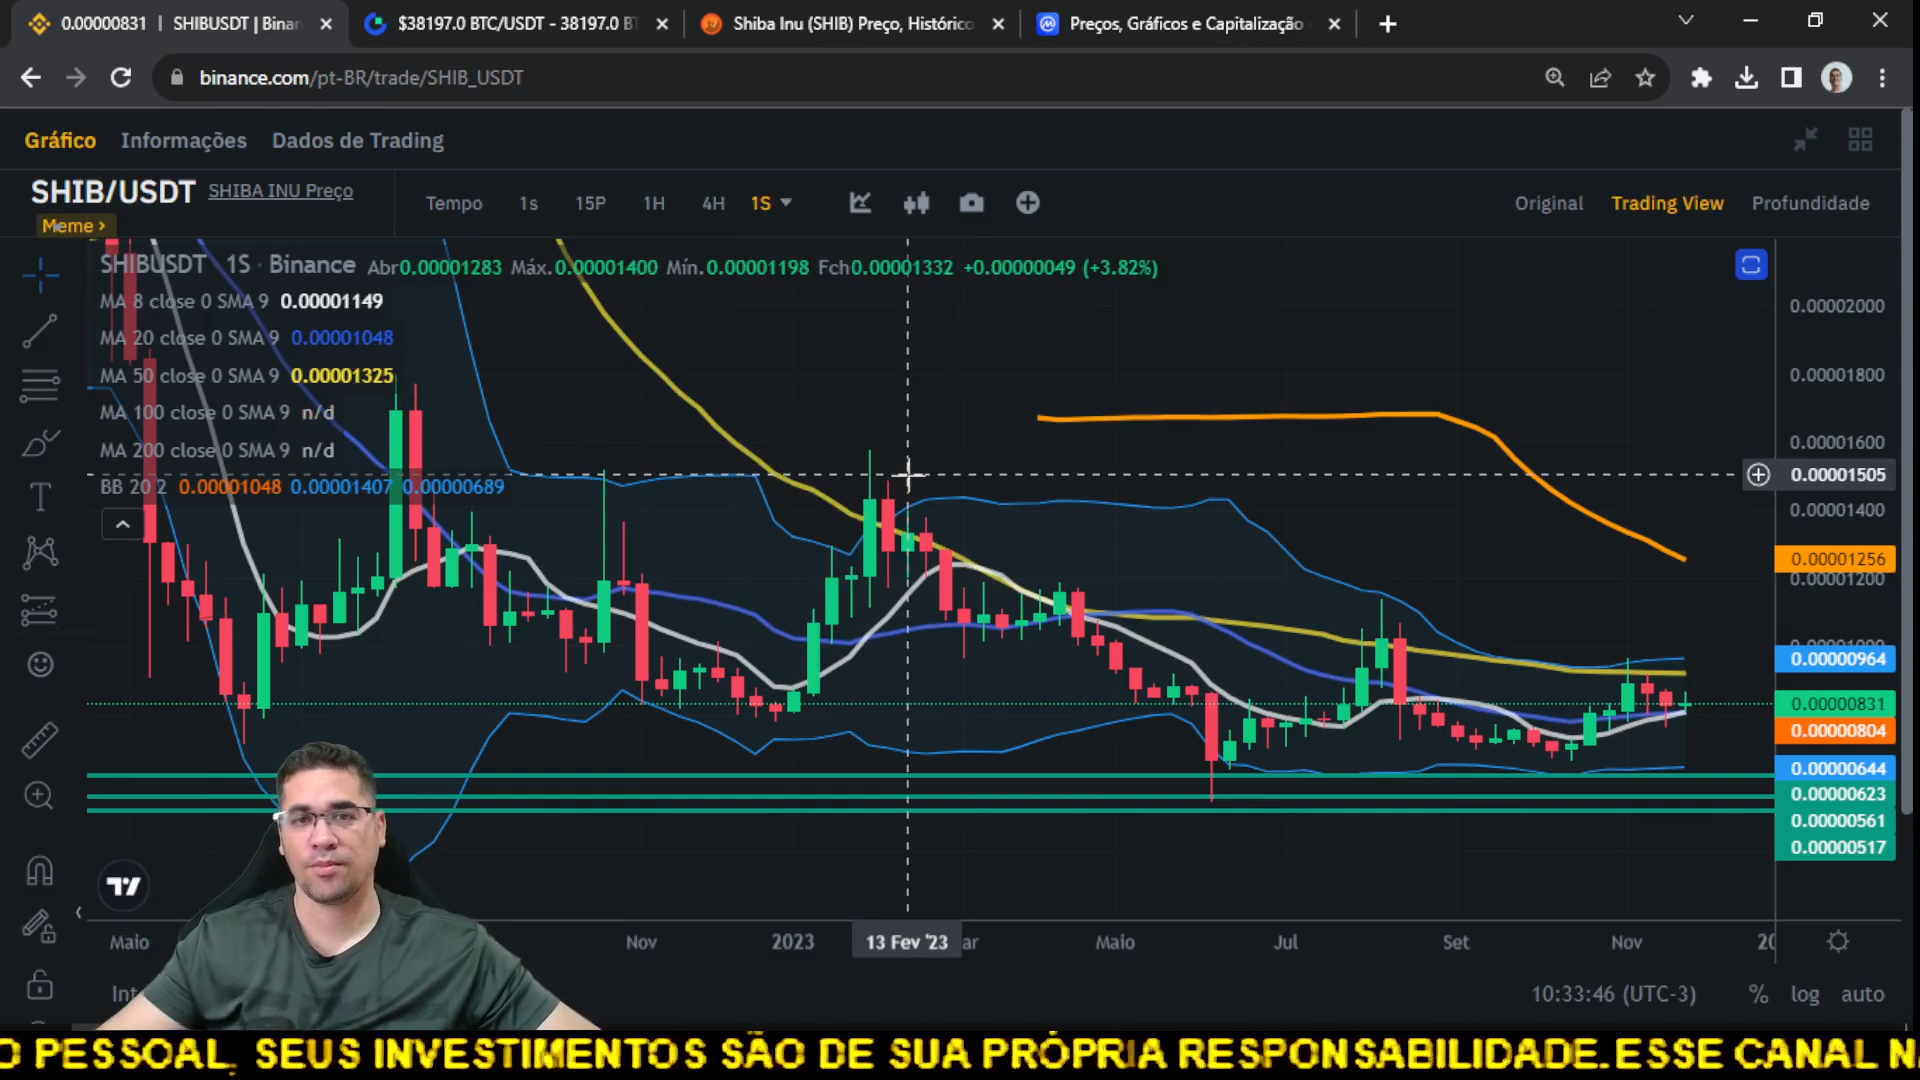 0.00000831 | SHIBUSDT | Binan
$38197.0 BTC/USDT - 38197.0 BT
Shiba Inu (SHIB) Preço, Histórico
Preços, Gráficos e Capitalização
binance.com/pt-BR/trade/SHIB_USDT
Gráfico Informações Dados de Trading
SHIB/USDT SHIBA INU Preço
Meme >
Tempo 1s 15P 1H 4H 1S
Original Trading View Profundidade
SHIBUSDT 1S · Binance Abr0.00001283 Máx.0.00001400 Mín.0.00001198 Fch0.00001332 +0.00000049 (+3.82%)
MA 8 close 0 SMA 9 0.00001149
MA 20 close 0 SMA 9 0.00001048
MA 50 close 0 SMA 9 0.00001325
MA 100 close 0 SMA 9 n/d
MA 200 close 0 SMA 9 n/d
BB 20 2 0.00001048 0.00001407 0.00000689
0.00002000
0.00001800
0.00001600
0.00001505
0.00001400
0.00001256
0.00001200
0.00001000
0.00000964
0.00000831
0.00000804
0.00000644
0.00000623
0.00000561
0.00000517
Maio Nov 2023 13 Fev '23 ar Maio Jul Set Nov 20
Int
10:33:46 (UTC-3) % log auto
O PESSOAL, SEUS INVESTIMENTOS SÃO DE SUA PRÓPRIA RESPONSABILIDADE.ESSE CANAL NÃ